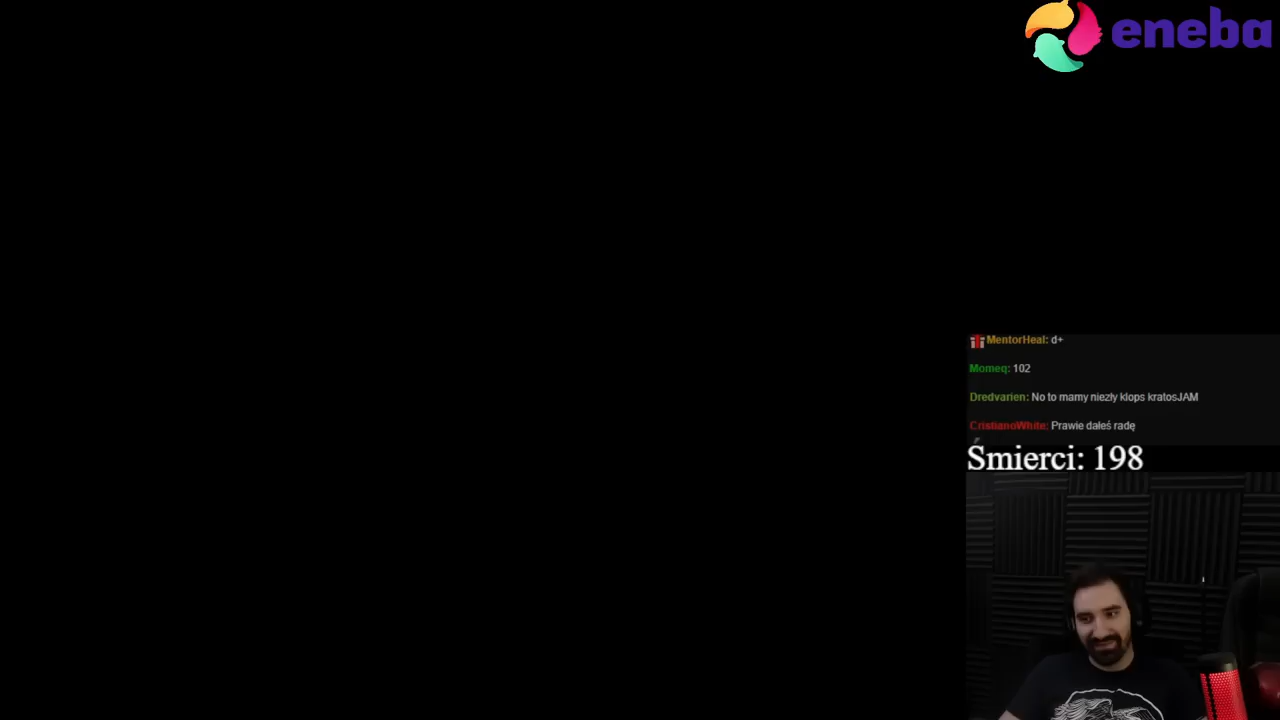 eneba
MentorHeal: d+
Momeq: 102
Dredvarien: No to mamy niezły klops kratosJAM
CristianoWhite: Prawie dałeś radę
Śmierci: 198